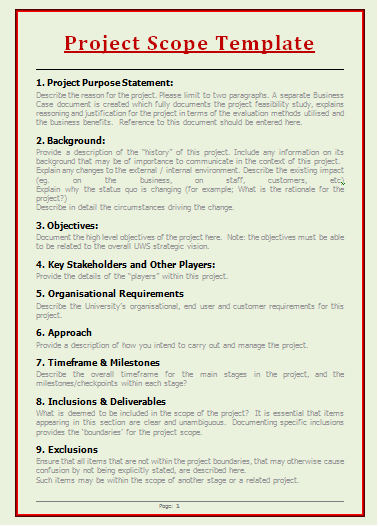 Project Scope Template
1. Project Purpose Statement:
Describe the reason for the project. Please limit to two paragraphs. A separate Business
Case document is created which fully documents the project feasibility study, explains
reasoning and justification for the project in terms of the evaluation methods utilised and
the business benefits. Reference to this document should be entered here.
2. Background:
Provide a description of the "history" of this project. Include any information on its
background that may be of importance to communicate in the context of this project.
Explain any changes to the external / internal environment. Describe the existing impact
(eg. on the business, on staff, customers, etc)
Explain why the status quo is changing (for example; What is the rationale for the
project?)
Describe in detail the circumstances driving the change.
3. Objectives:
Document the high level objectives of the project here. Note: the objectives must be able
to be related to the overall UWS strategic vision.
4. Key Stakeholders and Other Players:
Provide the details of the "players" within this project.
5. Organisational Requirements
Describe the University's organisational, end user and customer requirements for this
project.
6. Approach
Provide a description of how you intend to carry out and manage the project.
7. Timeframe & Milestones
Describe the overall timeframe for the main stages in the project, and the
milestones/checkpoints within each stage?
8. Inclusions & Deliverables
What is deemed to be included in the scope of the project? It is essential that items
appearing in this section are clear and unambiguous. Documenting specific inclusions
provides the 'boundaries' for the project scope.
9. Exclusions
Ensure that all items that are not within the project boundaries, that may otherwise cause
confusion by not being explicitly stated, are described here.
Such items may be within the scope of another stage or a related project.
Page: 1